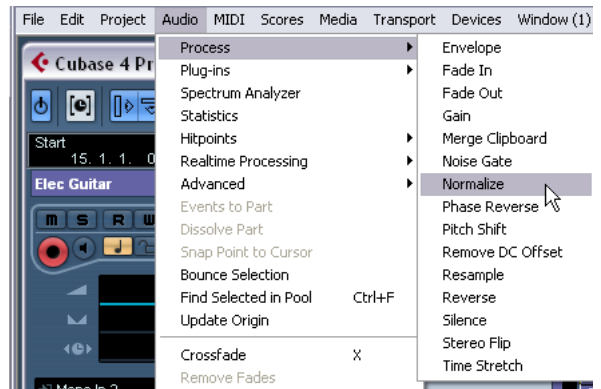 File Edit Project Audio MIDI Scores Media Transport Devices Window (1)
Cubase 4 Pr
Start
15. 1. 1. 0
Elec Guitar
m S R W
Process
Plug-ins
Spectrum Analyzer
Statistics
Hitpoints
Realtime Processing
Advanced
Events to Part
Dissolve Part
Snap Point to Cursor
Bounce Selection
Find Selected in Pool Ctrl+F
Update Origin
Crossfade X
Remove Fades
Envelope
Fade In
Fade Out
Gain
Merge Clipboard
Noise Gate
Normalize
Phase Reverse
Pitch Shift
Remove DC Offset
Resample
Reverse
Silence
Stereo Flip
Time Stretch